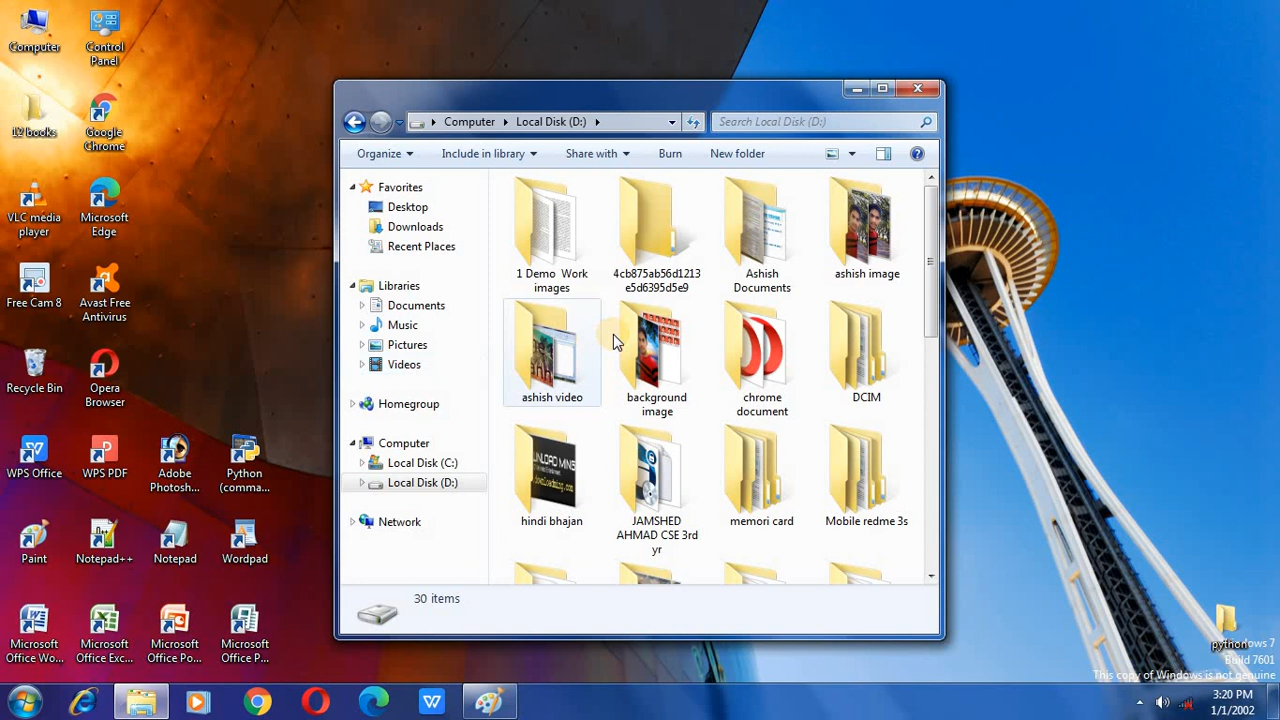 Computer
Control
Panel
12 books
Google
Chrome
VLC media
player
Microsoft
Edge
Free Cam 8
Avast Free
Antivirus
Recycle Bin
Opera
Browser
WPS Office
WPS PDF
Adobe
Photosh...
Python
(comma...
Paint
Notepad++
Notepad
Wordpad
Microsoft
Office Wo...
Microsoft
Office Exc...
Microsoft
Office Po...
Microsoft
Office P...
Computer
Local Disk (D:)
Search Local Disk (D:)
Organize
Include in library
Share with
Burn
New folder
Favorites
Desktop
Downloads
Recent Places
Libraries
Documents
Music
Pictures
Videos
Homegroup
Computer
Local Disk (C:)
Local Disk (D:)
Network
1 Demo Work
images
4cb875ab56d1213
e5d6395d5e9
Ashish
Documents
ashish image
ashish video
background
image
chrome
document
DCIM
hindi bhajan
JAMSHED
AHMAD CSE 3rd
yr
memori card
Mobile redme 3s
30 items
python
Build 7601
This copy of Windows is not genuine
3:20 PM
1/1/2002